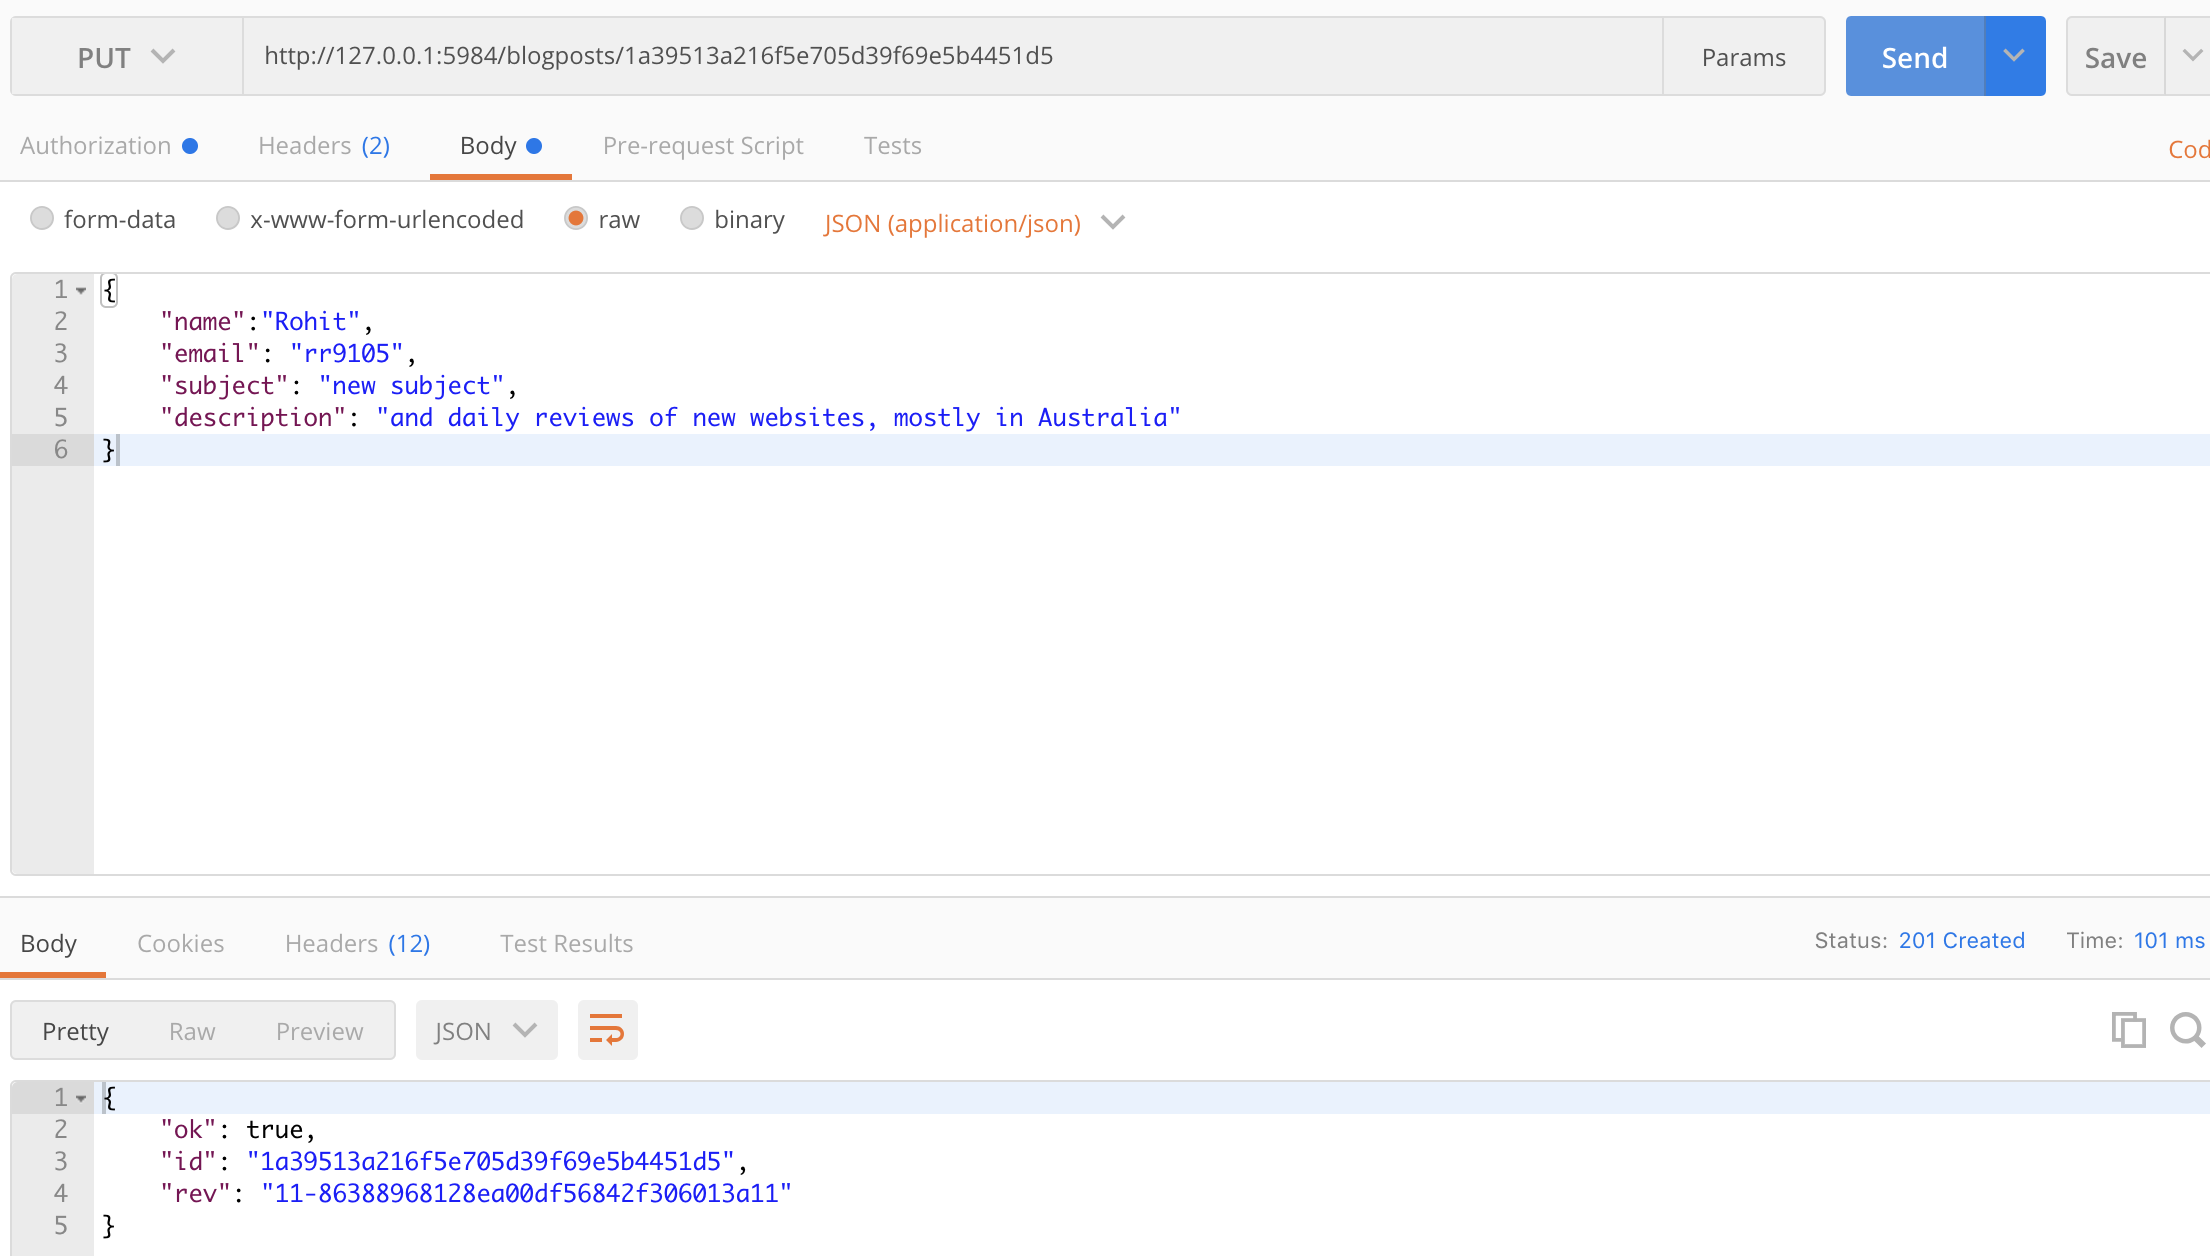 PUT http://127.0.0.1:5984/blogposts/1a39513a216f5e705d39f69e5b4451d5 Params Send Save
Authorization Headers (2) Body Pre-request Script Tests Cod
form-data x-www-form-urlencoded raw binary JSON (application/json)
1 {
2 "name":"Rohit",
3 "email": "rr9105",
4 "subject": "new subject",
5 "description": "and daily reviews of new websites, mostly in Australia"
6 }
Body Cookies Headers (12) Test Results Status: 201 Created Time: 101 ms
Pretty Raw Preview JSON
1 {
2 "ok": true,
3 "id": "1a39513a216f5e705d39f69e5b4451d5",
4 "rev": "11-86388968128ea00df56842f306013a11"
5 }